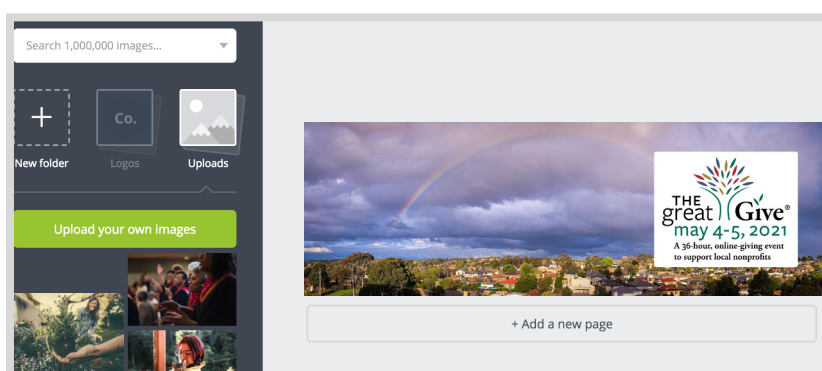 Search 1,000,000 images...
Co.
New folder
Logos
Uploads
Upload your own images
THE
great Give®
may 4-5, 2021
A 36-hour, online-giving event
to support local nonprofits
+ Add a new page